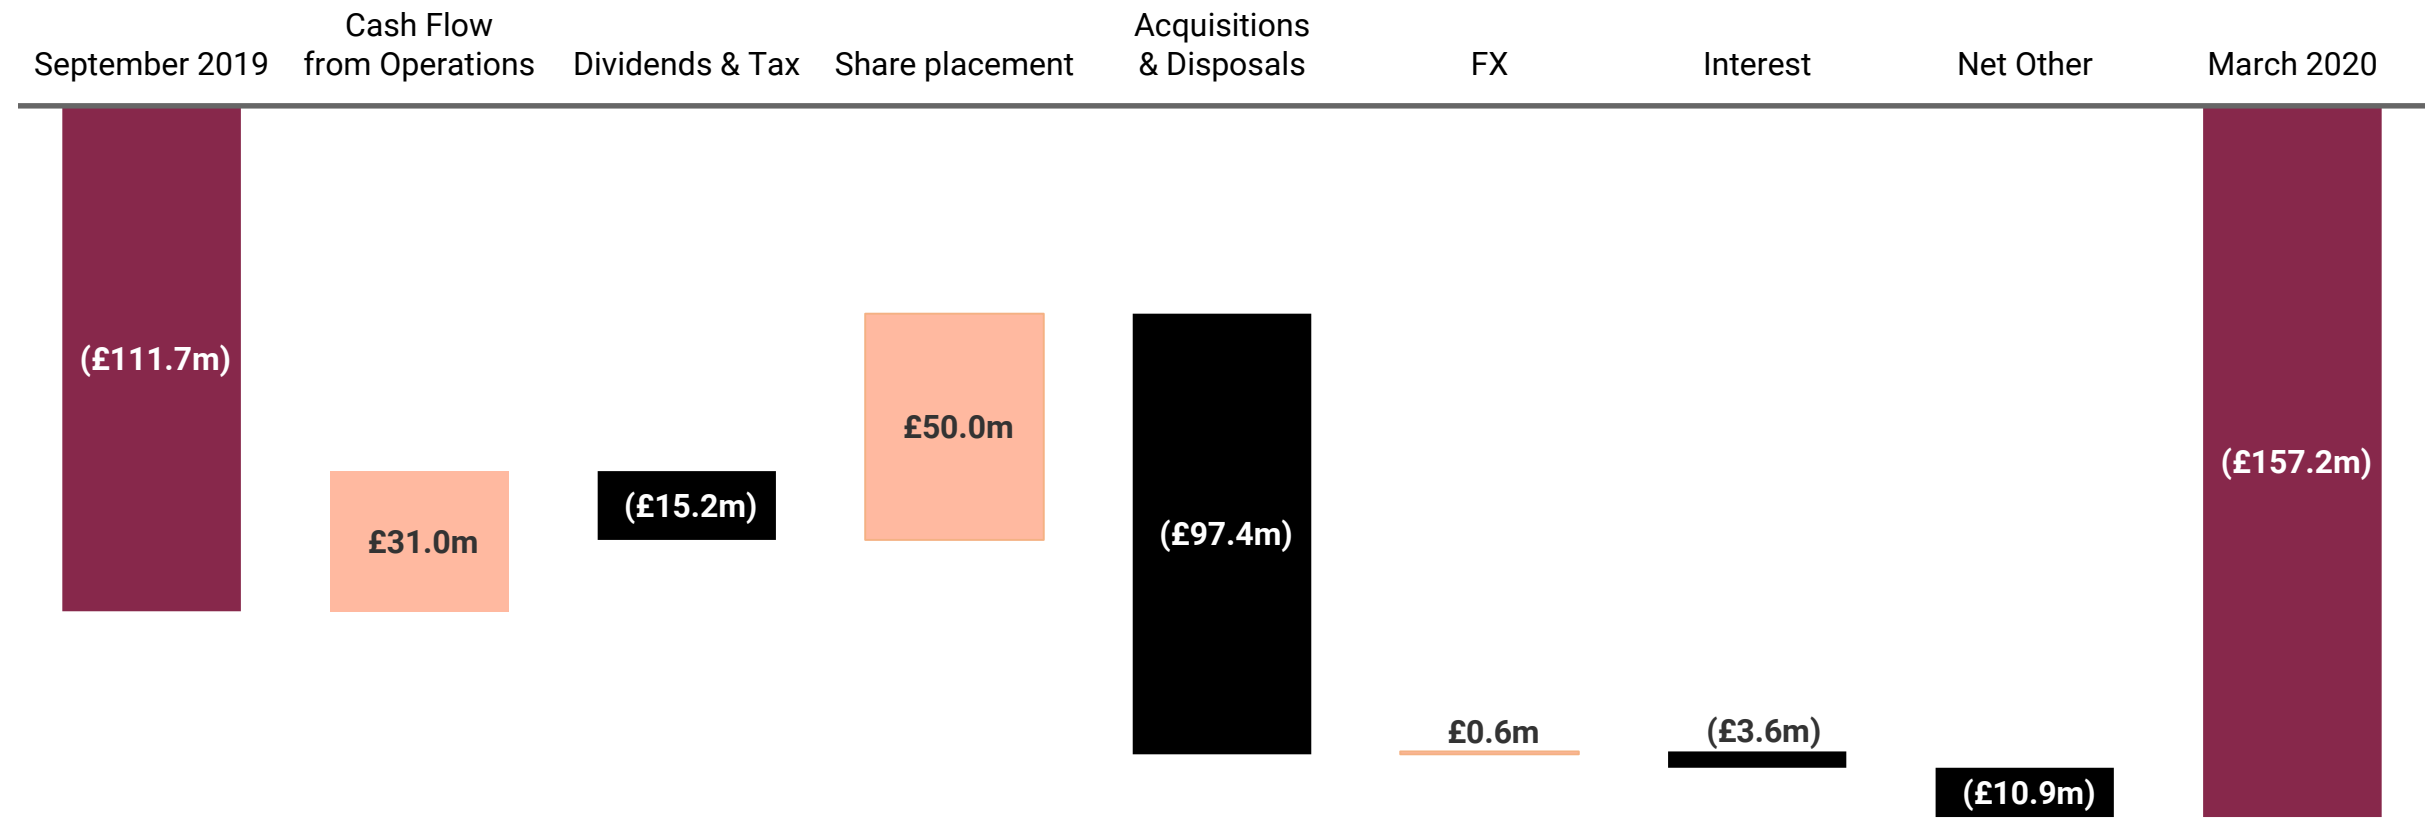 September 2019
Cash Flow
from Operations
Dividends & Tax
Share placement
Acquisitions
& Disposals
FX
Interest
Net Other
March 2020
(£111.7m)
£31.0m
(£15.2m)
£50.0m
(£97.4m)
£0.6m
(£3.6m)
(£10.9m)
(£157.2m)